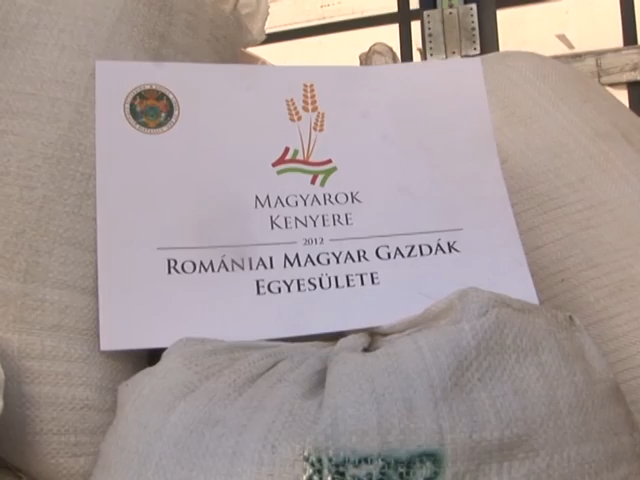 MAGYAROK
KENYERE
2012
ROMÁNIAI MAGYAR GAZDÁK
EGYESÜLETE